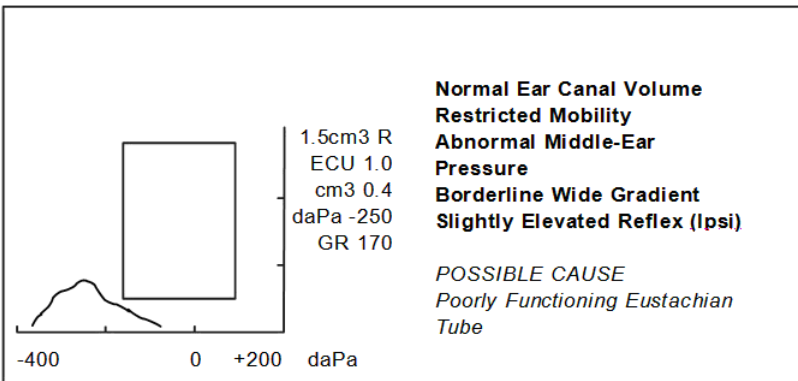 1.5cm3 R
ECU 1.0
cm3 0.4
daPa -250
GR 170
-400 0 +200 daPa
Normal Ear Canal Volume
Restricted Mobility
Abnormal Middle-Ear
Pressure
Borderline Wide Gradient
Slightly Elevated Reflex (Ipsi)
POSSIBLE CAUSE
Poorly Functioning Eustachian
Tube